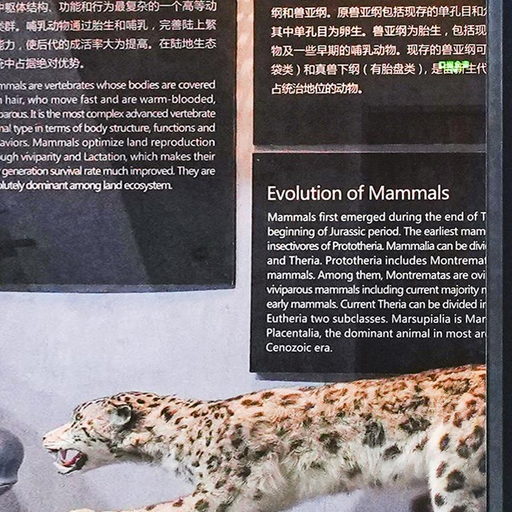 中躯体结构、功能和行为最复杂的一个高等动
类群。哺乳动物通过胎生和哺乳，完善陆上繁
能力，使后代的成活率大为提高。在陆地生态
中占据绝对优势。
mmals are vertebrates whose bodies are covered
hair, who move fast and are warm-blooded,
parous. It is the most complex advanced vertebrate
mal type in terms of body structure, functions and
aviors. Mammals optimize land reproduction
ough viviparity and Lactation, which makes their
generation survival rate much improved. They are
olutely dominant among land ecosystem.
纲和兽亚纲。原兽亚纲包括现存的单孔目和
其中单孔目为卵生。兽亚纲为胎生，包括现
物及一些早期的哺乳动物。现存的兽亚纲可
袋类）和真兽下纲（有胎盘类），是 新生代
占统治地位的动物。
Evolution of Mammals
Mammals first emerged during the end of T
beginning of Jurassic period. The earliest mam
insectivores of Prototheria. Mammalia can be divi
and Theria. Prototheria includes Montremat
mammals. Among them, Montrematas are ovi
viviparous mammals including current majority m
early mammals. Current Theria can be divided in
Eutheria two subclasses. Marsupialia is Mar
Placentalia, the dominant animal in most ar
Cenozoic era.